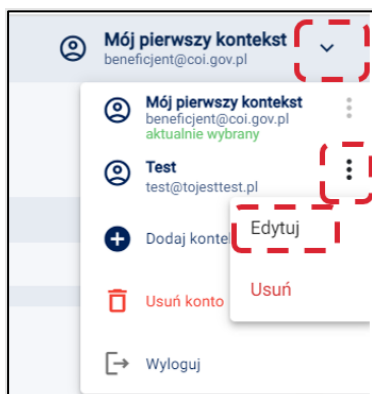 Mój pierwszy kontekst
beneficjent@coi.gov.pl
Mój pierwszy kontekst
beneficjent@coi.gov.pl
aktualnie wybrany
Test
test@tojesttest.pl
Edytuj
Dodaj
Usuń
Usuń konto
Wyloguj